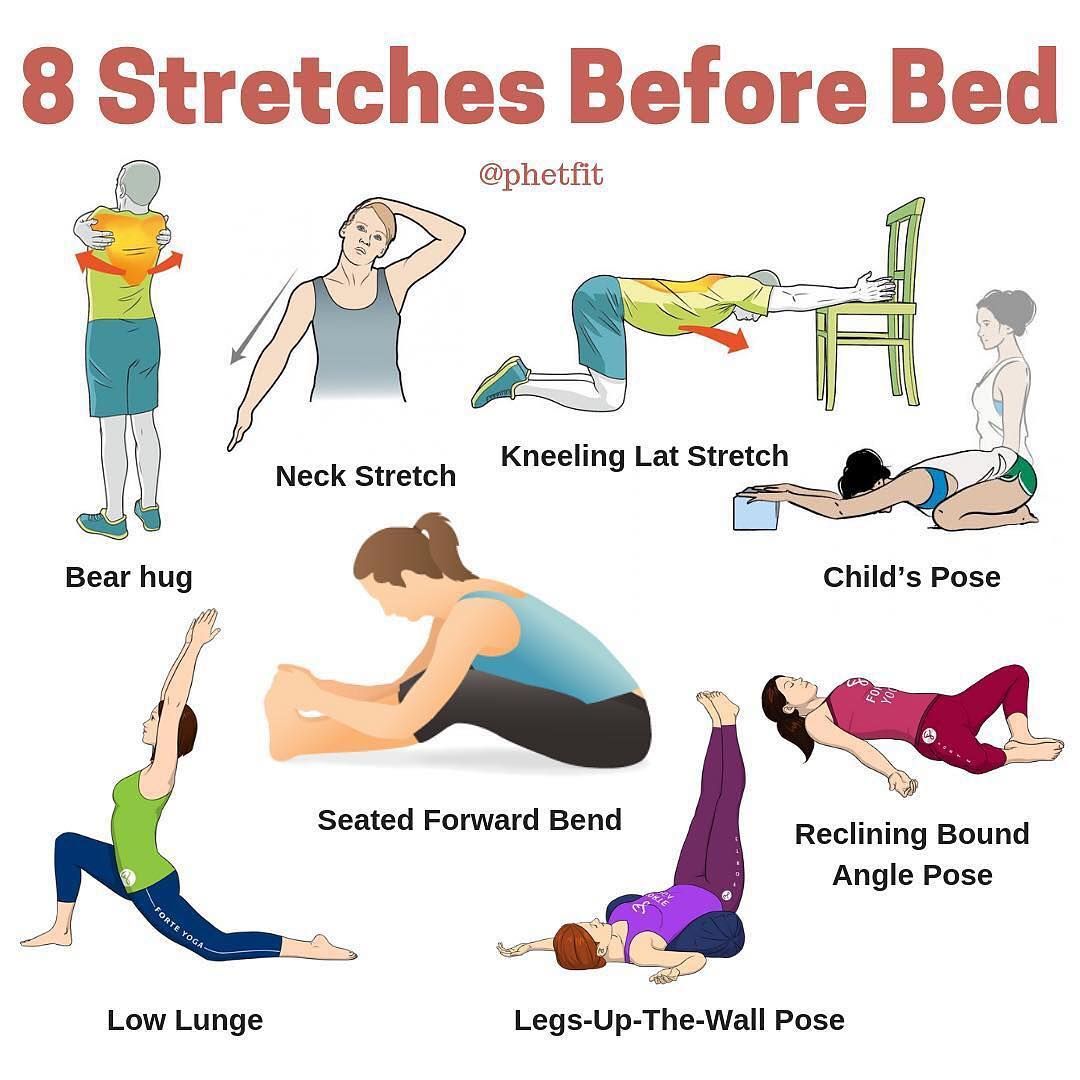 8 Stretches Before Bed
@phetfit
Neck Stretch
Kneeling Lat Stretch
Bear hug
Child’s Pose
Seated Forward Bend
Reclining Bound
Angle Pose
FORTE YOGA
Low Lunge
Legs-Up-The-Wall Pose